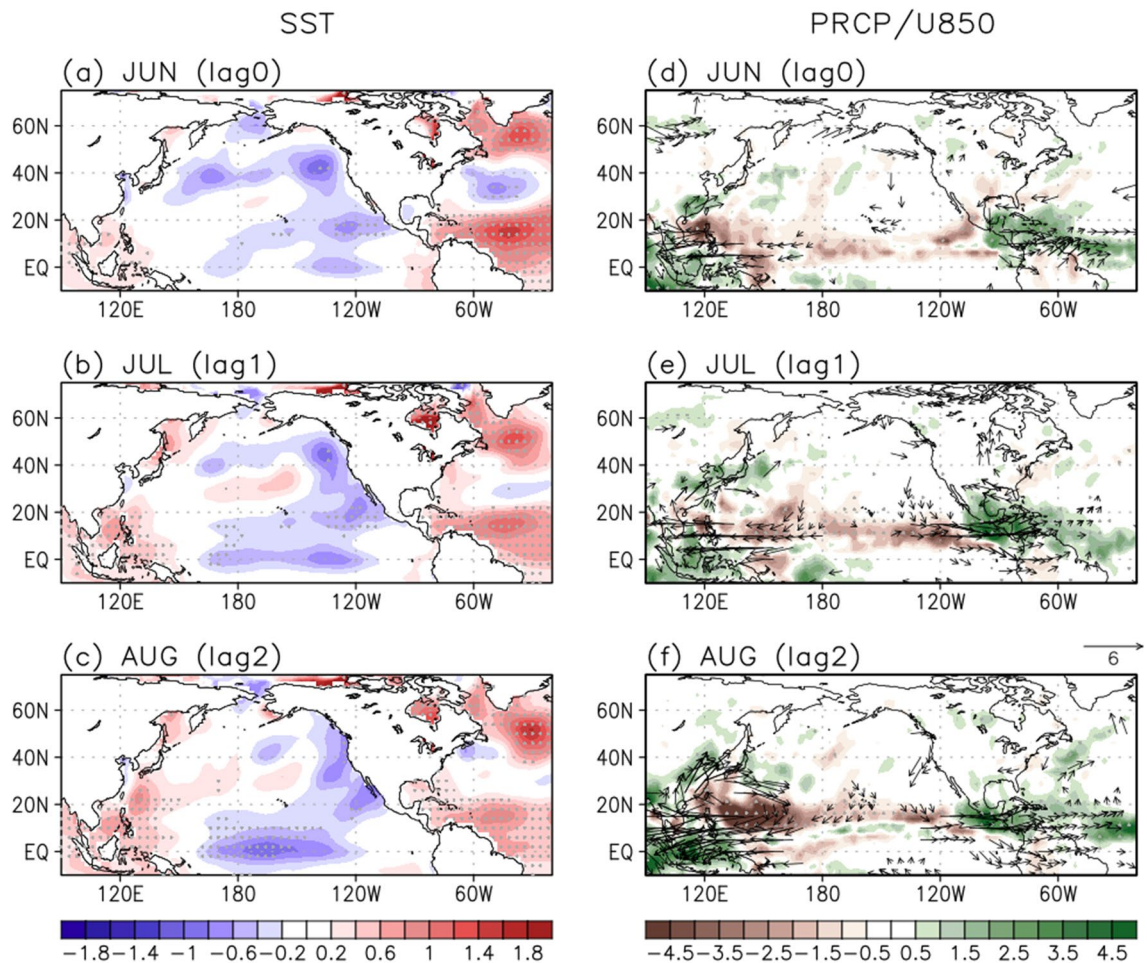 SST
PRCP/U850
(a) JUN (lag0)
60N
40N
20N
EQ
120E 180 120W 60W
(d) JUN (lag0)
60N
40N
20N
EQ
120E 180 120W 60W
(b) JUL (lag1)
60N
40N
20N
EQ
120E 180 120W 60W
(e) JUL (lag1)
60N
40N
20N
EQ
120E 180 120W 60W
(c) AUG (lag2)
60N
40N
20N
EQ
120E 180 120W 60W
(f) AUG (lag2)
6
60N
40N
20N
EQ
120E 180 120W 60W
-1.8 -1.4 -1 -0.6 -0.2 0.2 0.6 1 1.4 1.8
-4.5 -3.5 -2.5 -1.5 -0.5 0.5 1.5 2.5 3.5 4.5